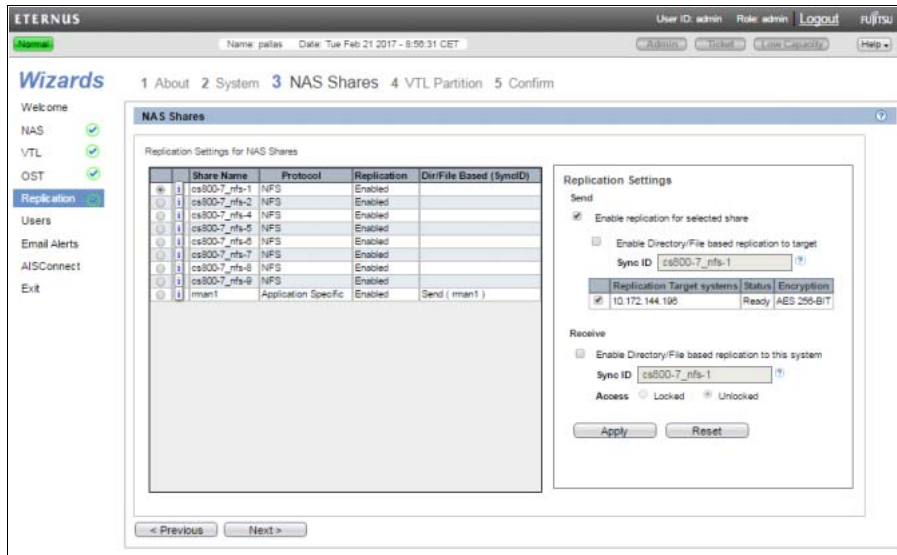 ETERNUS
User ID: admin Role: admin Logout FUJITSU
Normal Name: pallas Date: Tue Feb 21 2017 - 8:56:31 CET Admin Ticket Low Capacity Help
Wizards
1 About 2 System 3 NAS Shares 4 VTL Partition 5 Confirm
Welcome
NAS
VTL
OST
Replication
Users
Email Alerts
AISConnect
Exit
NAS Shares
Replication Settings for NAS Shares
Share Name Protocol Replication Dir/File Based (SyncID)
cs800-7_nfs-1 NFS Enabled
cs800-7_nfs-2 NFS Enabled
cs800-7_nfs-4 NFS Enabled
cs800-7_nfs-5 NFS Enabled
cs800-7_nfs-6 NFS Enabled
cs800-7_nfs-7 NFS Enabled
cs800-7_nfs-8 NFS Enabled
cs800-7_nfs-9 NFS Enabled
rman1 Application Specific Enabled Send ( rman1 )
Replication Settings
Send
Enable replication for selected share
Enable Directory/File based replication to target
Sync ID cs800-7_nfs-1
Replication Target systems Status Encryption
10.172.144.196 Ready AES 256-BIT
Receive
Enable Directory/File based replication to this system
Sync ID cs800-7_nfs-1
Access Locked Unlocked
Apply Reset
< Previous Next >